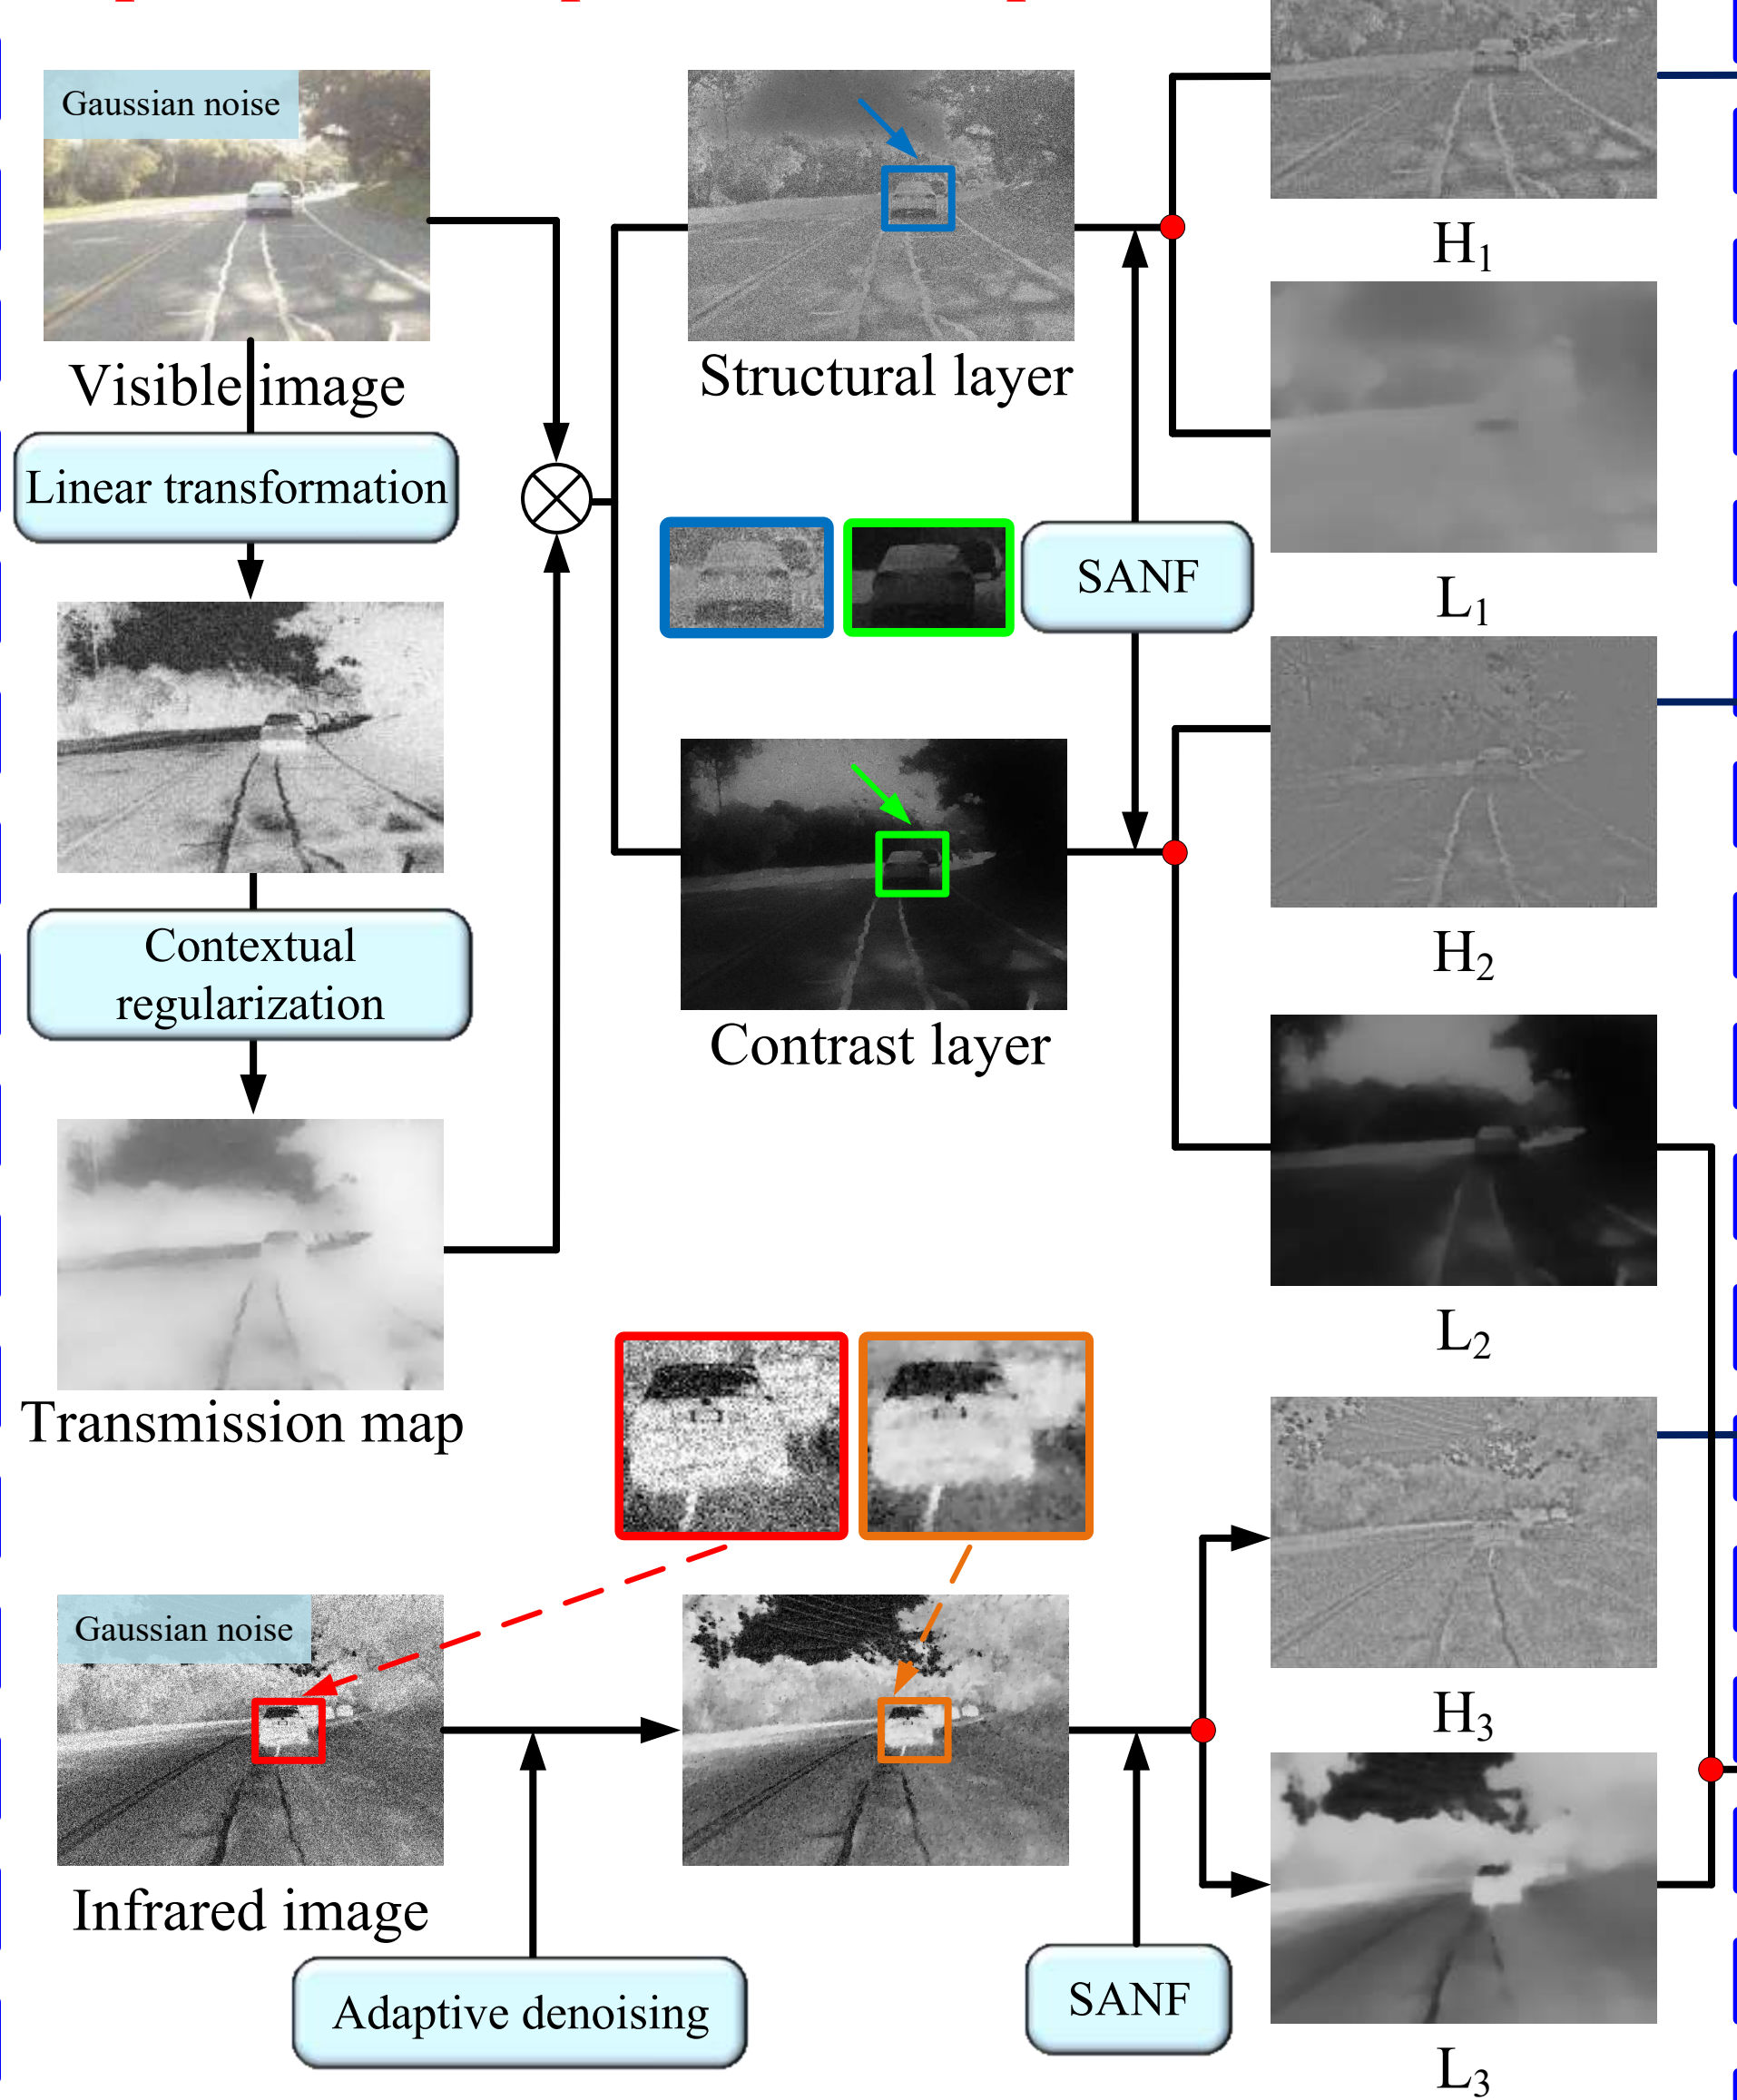 Gaussian noise
Visible image
Linear transformation
Contextual
regularization
Transmission map
Structural layer
SANF
Contrast layer
H₁
L₁
H₂
L₂
Gaussian noise
Infrared image
Adaptive denoising
SANF
H₃
L₃